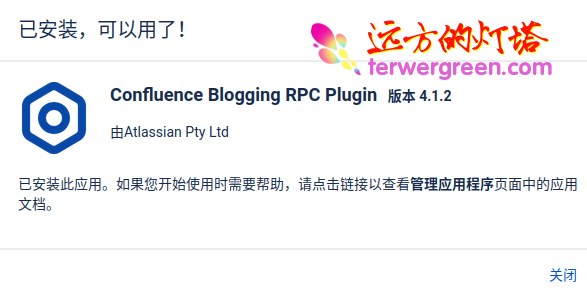 已安装，可以用了！
远方的灯塔
terwergreen.com
Confluence Blogging RPC Plugin 版本 4.1.2
由Atlassian Pty Ltd
已安装此应用。如果您开始使用时需要帮助，请点击链接以查看管理应用程序页面中的应用
文档。
关闭